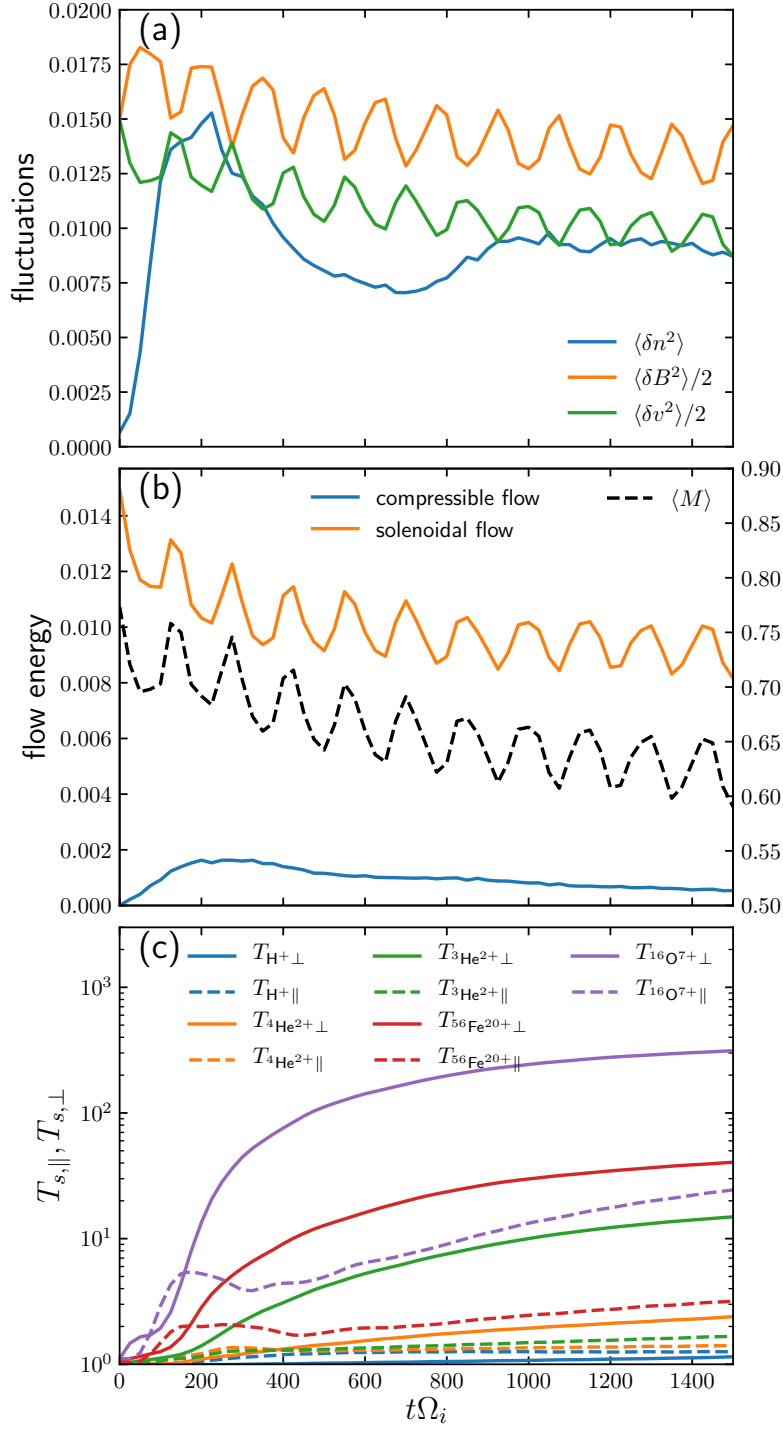 (a)
0.0200
0.0175
0.0150
0.0125
0.0100
0.0075
0.0050
0.0025
0.0000
fluctuations
⟨δn²⟩
⟨δB²⟩/2
⟨δv²⟩/2
(b)
compressible flow
solenoidal flow
⟨M⟩
0.014
0.012
0.010
0.008
0.006
0.004
0.002
0.000
flow energy
0.90
0.85
0.80
0.75
0.70
0.65
0.60
0.55
0.50
(c)
T_{H⁺⊥}
T_{H⁺∥}
T_{⁴He²⁺⊥}
T_{⁴He²⁺∥}
T_{³He²⁺⊥}
T_{³He²⁺∥}
T_{⁵⁶Fe²⁰⁺⊥}
T_{⁵⁶Fe²⁰⁺∥}
T_{¹⁶O⁷⁺⊥}
T_{¹⁶O⁷⁺∥}
10³
10²
10¹
10⁰
T_{s,∥}, T_{s,⊥}
0 200 400 600 800 1000 1200 1400
tΩ_i